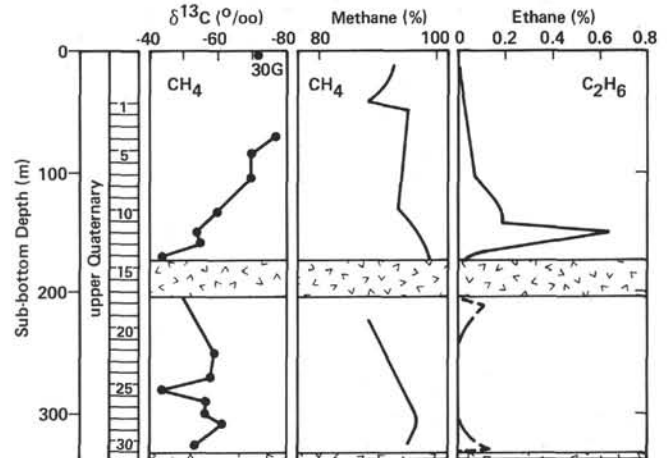 δ¹³C (°/oo) Methane (%) Ethane (%)
-40 -60 -80 80 100 0 0.2 0.4 0.6 0.8
0
30G
CH₄ CH₄ C₂H₆
1
5
100
10
15
200
20
25
300
30
Sub-bottom Depth (m)
upper Quaternary